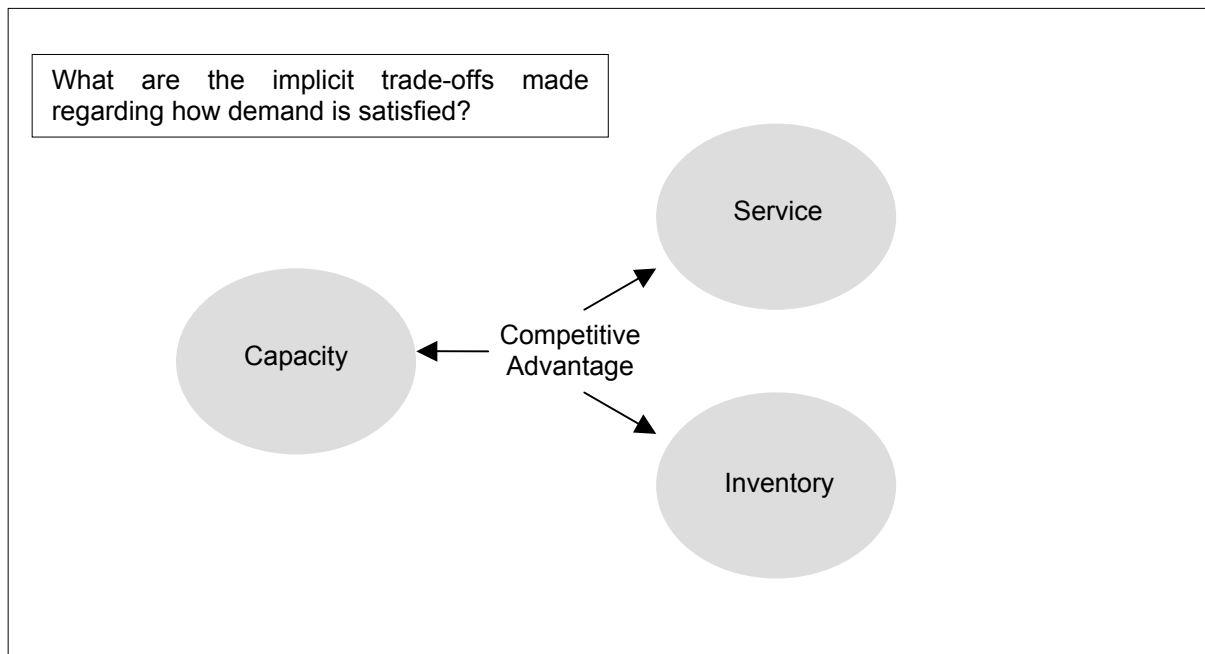 What are the implicit trade-offs made
regarding how demand is satisfied?
Service
Capacity
Competitive
Advantage
Inventory